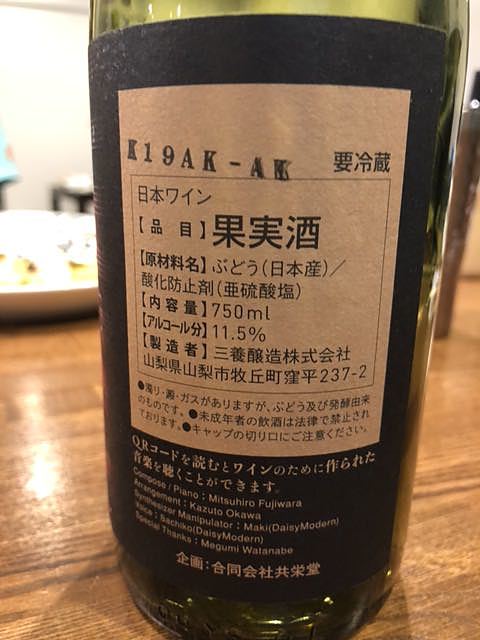 K19AK-AK 要冷蔵
日本ワイン
【品 目】果実酒
【原材料名】ぶどう(日本産)／
酸化防止剤(亜硫酸塩)
【内 容 量】750ml
【アルコール分】11.5%
【製 造 者】三養醸造株式会社
山梨県山梨市牧丘町窪平237-2
●濁り・澱・ガスがありますが、ぶどう及び発酵由来
のものです。●未成年者の飲酒は法律で禁止され
ております。●キャップの切り口にご注意ください。
QRコードを読むとワインのために作られた
音楽を聴くことができます。
Compose / Piano：Mitsuhiro Fujiwara
Arrangement：Kazuto Okawa
Synthesizer Manipulator：Maki(DaisyModern)
Voice：Sachiko(DaisyModern)
Special Thanks：Megumi Watanabe
企画：合同会社共栄堂